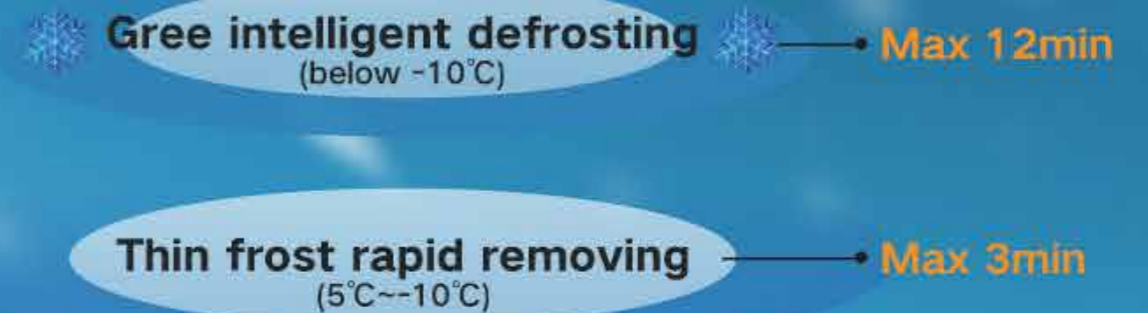 Gree intelligent defrosting
(below -10℃)
Max 12min
Thin frost rapid removing
(5℃~-10℃)
Max 3min